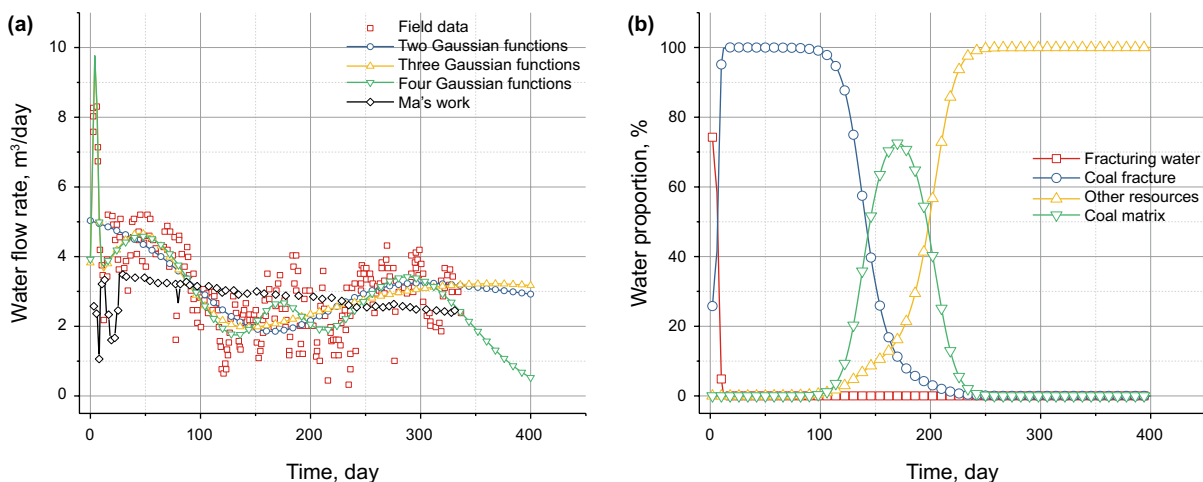 (a)
Water flow rate, m³/day
10
8
6
4
2
0
0
100
200
300
400
Time, day
Field data
Two Gaussian functions
Three Gaussian functions
Four Gaussian functions
Ma's work
(b)
Water proportion, %
100
80
60
40
20
0
0
100
200
300
400
Time, day
Fracturing water
Coal fracture
Other resources
Coal matrix